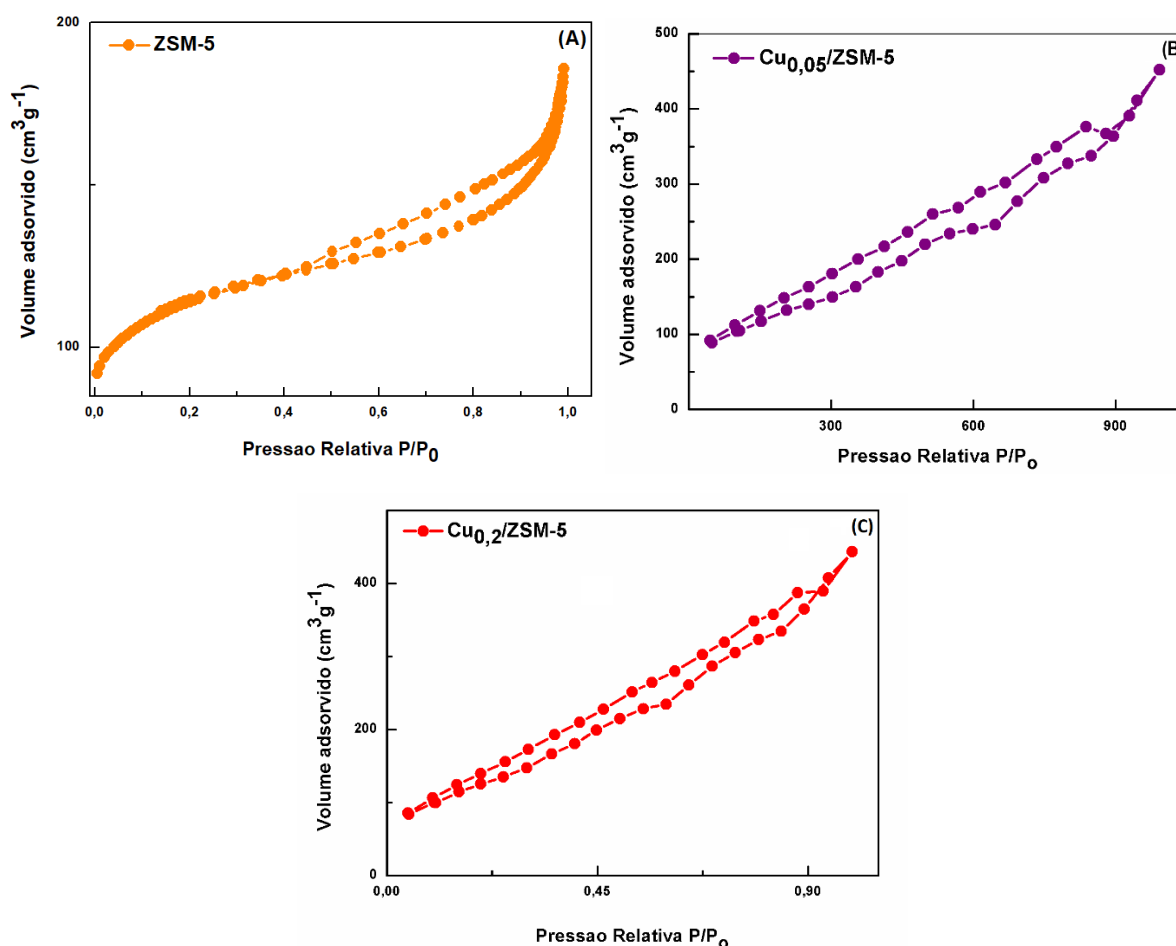 ZSM-5
(A)
Volume adsorvido (cm³g⁻¹)
200
100
0,0 0,2 0,4 0,6 0,8 1,0
Pressao Relativa P/P₀
Cu₀,₀₅/ZSM-5
(B
Volume adsorvido (cm³g⁻¹)
500
400
300
200
100
0
300 600 900
Pressao Relativa P/Pₒ
Cu₀,₂/ZSM-5
(C)
Volume adsorvido (cm³g⁻¹)
400
200
0
0,00 0,45 0,90
Pressao Relativa P/Pₒ